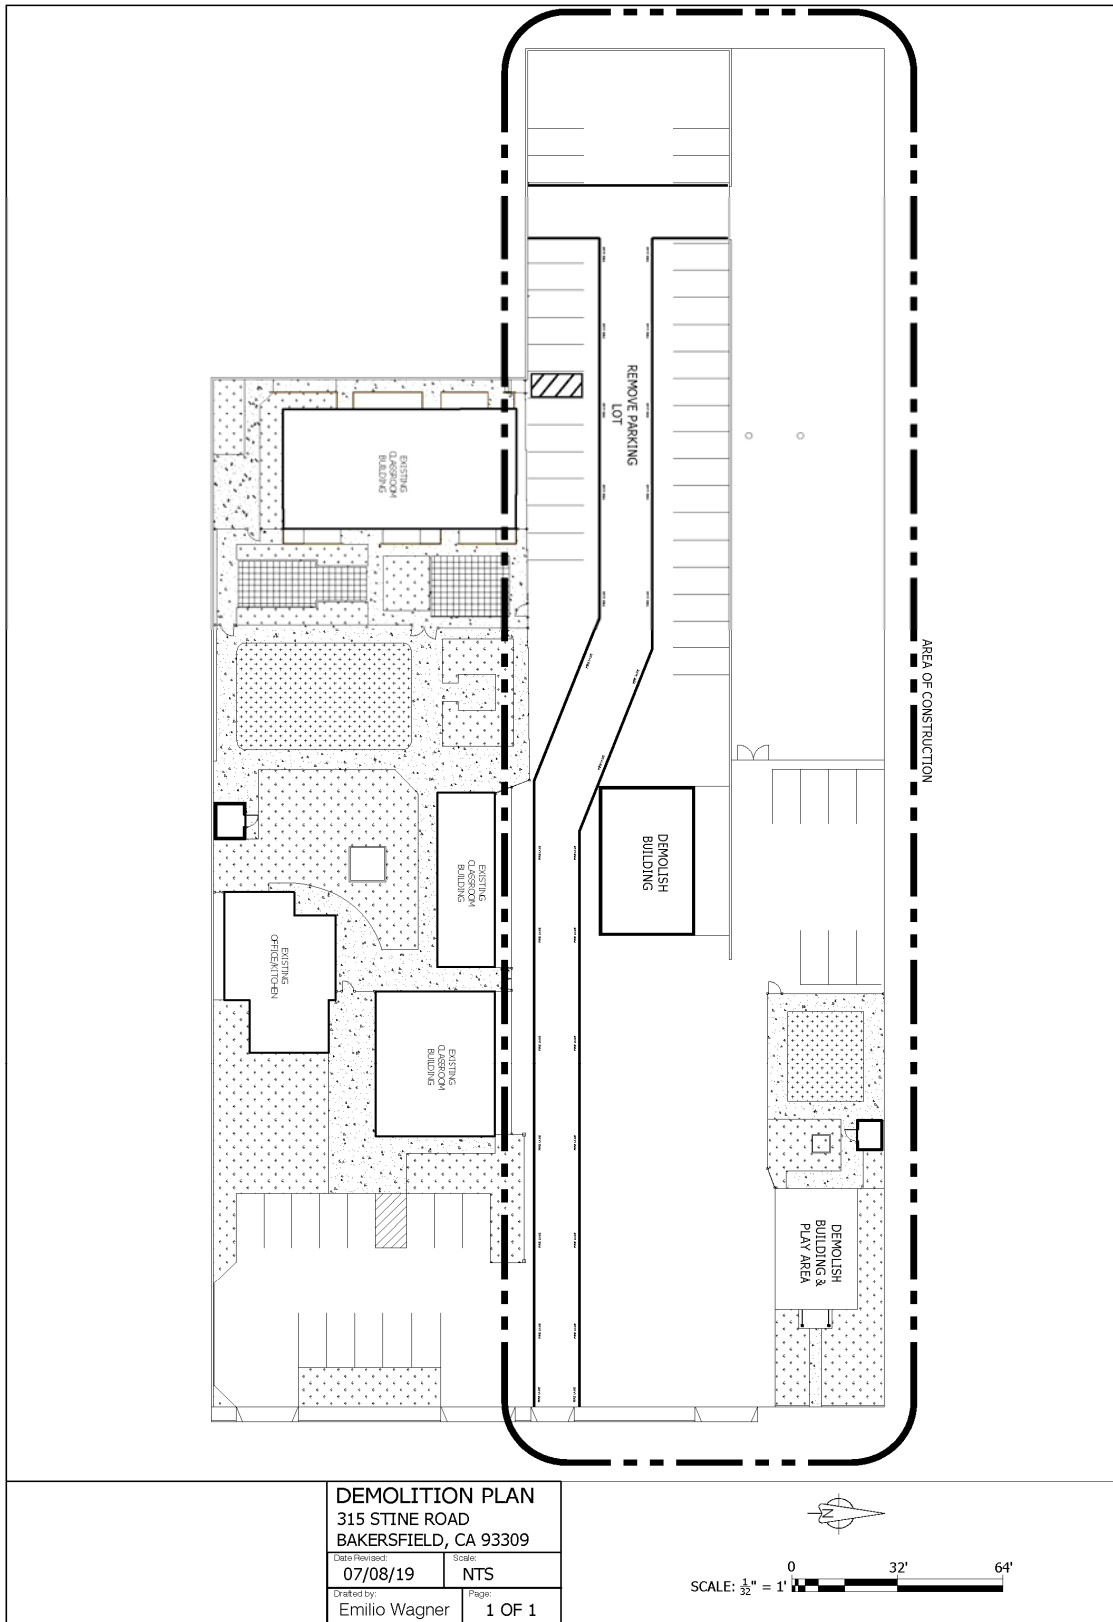 REMOVE PARKING
LOT
EXISTING
CLASSROOM
BUILDING
AREA OF CONSTRUCTION
DEMOLISH
BUILDING
EXISTING
CLASSROOM
BUILDING
EXISTING
OFFICE/KITCHEN
EXISTING
CLASSROOM
BUILDING
DEMOLISH
BUILDING &
PLAY AREA
DEMOLITION PLAN
315 STINE ROAD
BAKERSFIELD, CA 93309
Date Revised:
07/08/19
Scale:
NTS
Drafted by:
Emilio Wagner
Page:
1 OF 1
N
0 32' 64'
SCALE: 1/32" = 1'